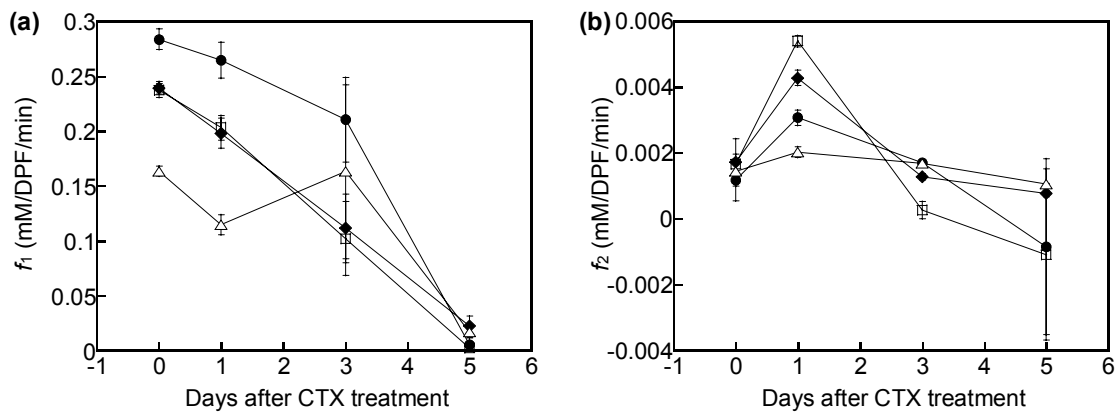 (a)
0.3
0.25
0.2
0.15
0.1
0.05
0
f1 (mM/DPF/min)
-1 0 1 2 3 4 5 6
Days after CTX treatment
(b)
0.006
0.004
0.002
0
-0.002
-0.004
f2 (mM/DPF/min)
-1 0 1 2 3 4 5 6
Days after CTX treatment